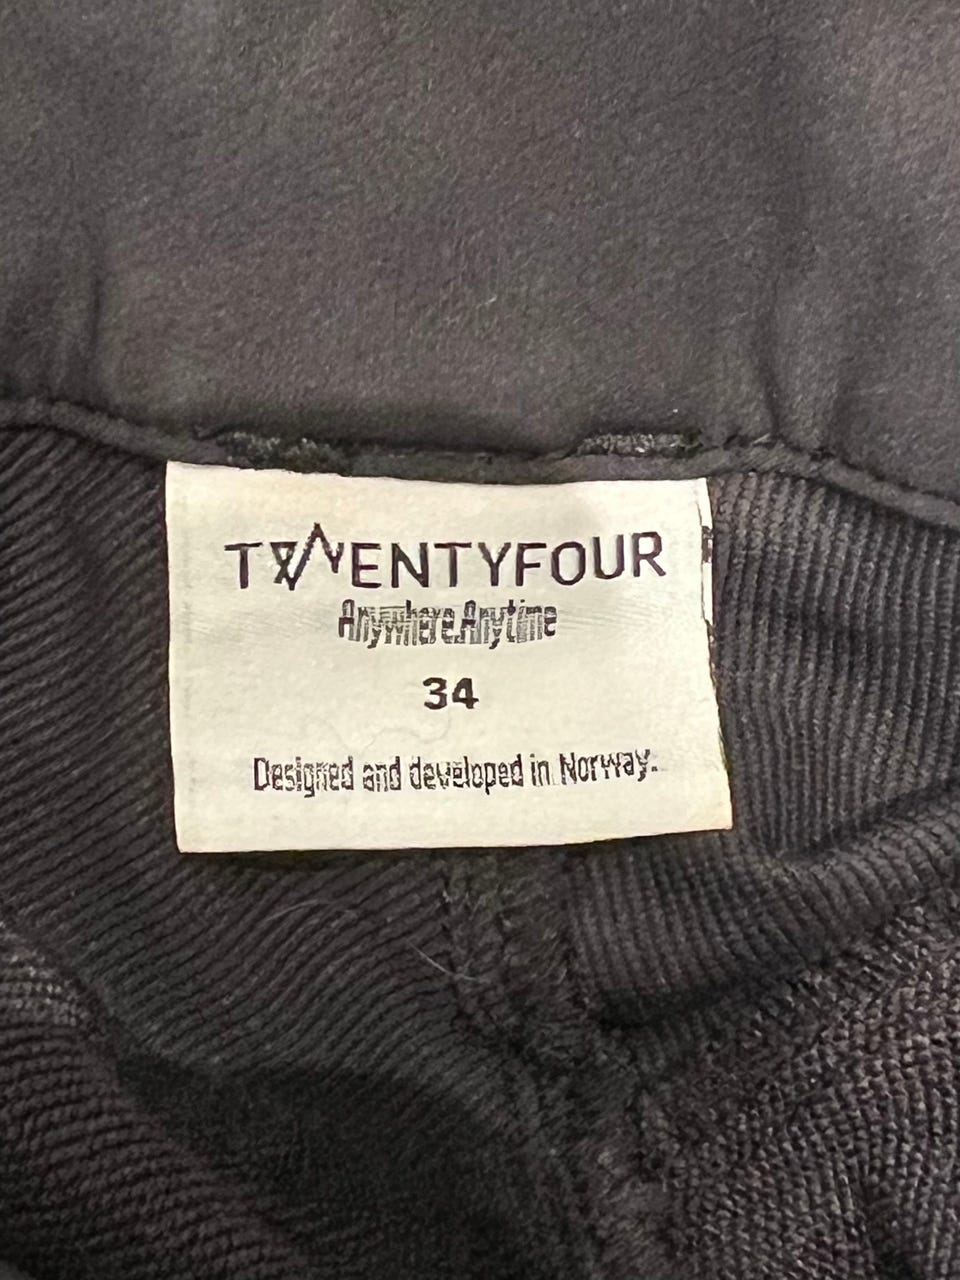 TWENTYFOUR
Anywhere.Anytime
34
Designed and developed in Norway.